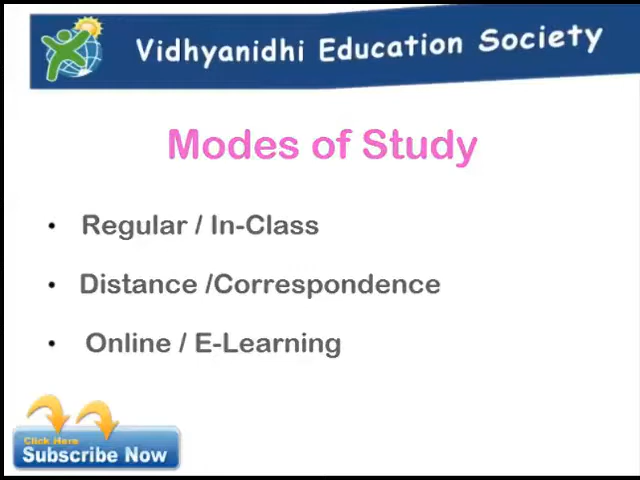 Vidhyanidhi Education Society
Modes of Study
• Regular / In-Class
• Distance /Correspondence
• Online / E-Learning
Click Here
Subscribe Now